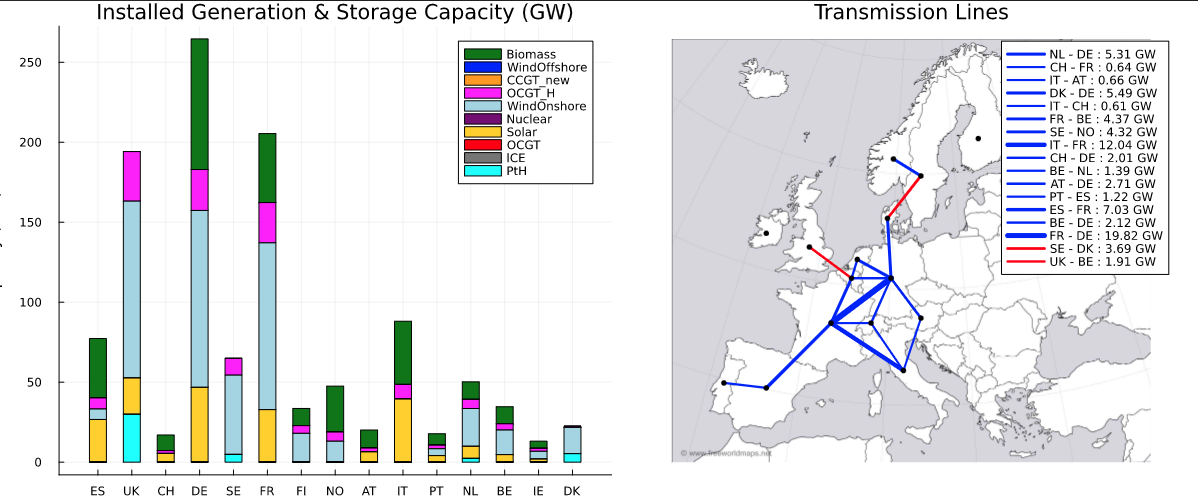 Installed Generation & Storage Capacity (GW)
250
200
150
100
50
0
Biomass
WindOffshore
CCGT_new
OCGT_H
WindOnshore
Nuclear
Solar
OCGT
ICE
PtH
ES UK CH DE SE FR FI NO AT IT PT NL BE IE DK
Transmission Lines
NL - DE : 5.31 GW
CH - FR : 0.64 GW
IT - AT : 0.66 GW
DK - DE : 5.49 GW
IT - CH : 0.61 GW
FR - BE : 4.37 GW
SE - NO : 4.32 GW
IT - FR : 12.04 GW
CH - DE : 2.01 GW
BE - NL : 1.39 GW
AT - DE : 2.71 GW
PT - ES : 1.22 GW
ES - FR : 7.03 GW
BE - DE : 2.12 GW
FR - DE : 19.82 GW
SE - DK : 3.69 GW
UK - BE : 1.91 GW
© www.freeworldmaps.net